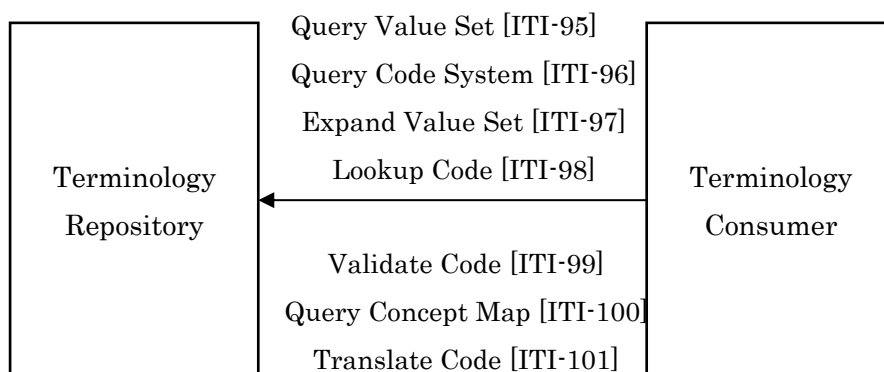 Query Value Set [ITI-95]
Query Code System [ITI-96]
Expand Value Set [ITI-97]
Lookup Code [ITI-98]
Terminology
Repository
Terminology
Consumer
Validate Code [ITI-99]
Query Concept Map [ITI-100]
Translate Code [ITI-101]